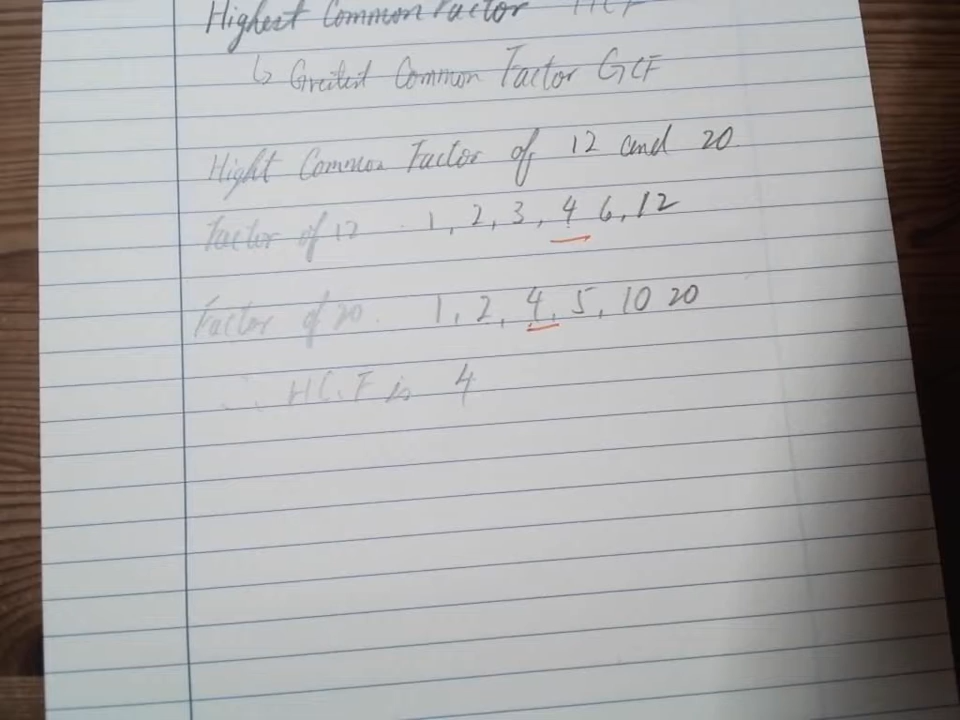 Highest Common Factor HCF
↳ Greatest Common Factor GCF
Hight Common Factor of 12 and 20
Factor of 12 1, 2, 3, 4 6, 12
Factor of 20. 1, 2, 4, 5, 10 20
∴ H.C.F is 4